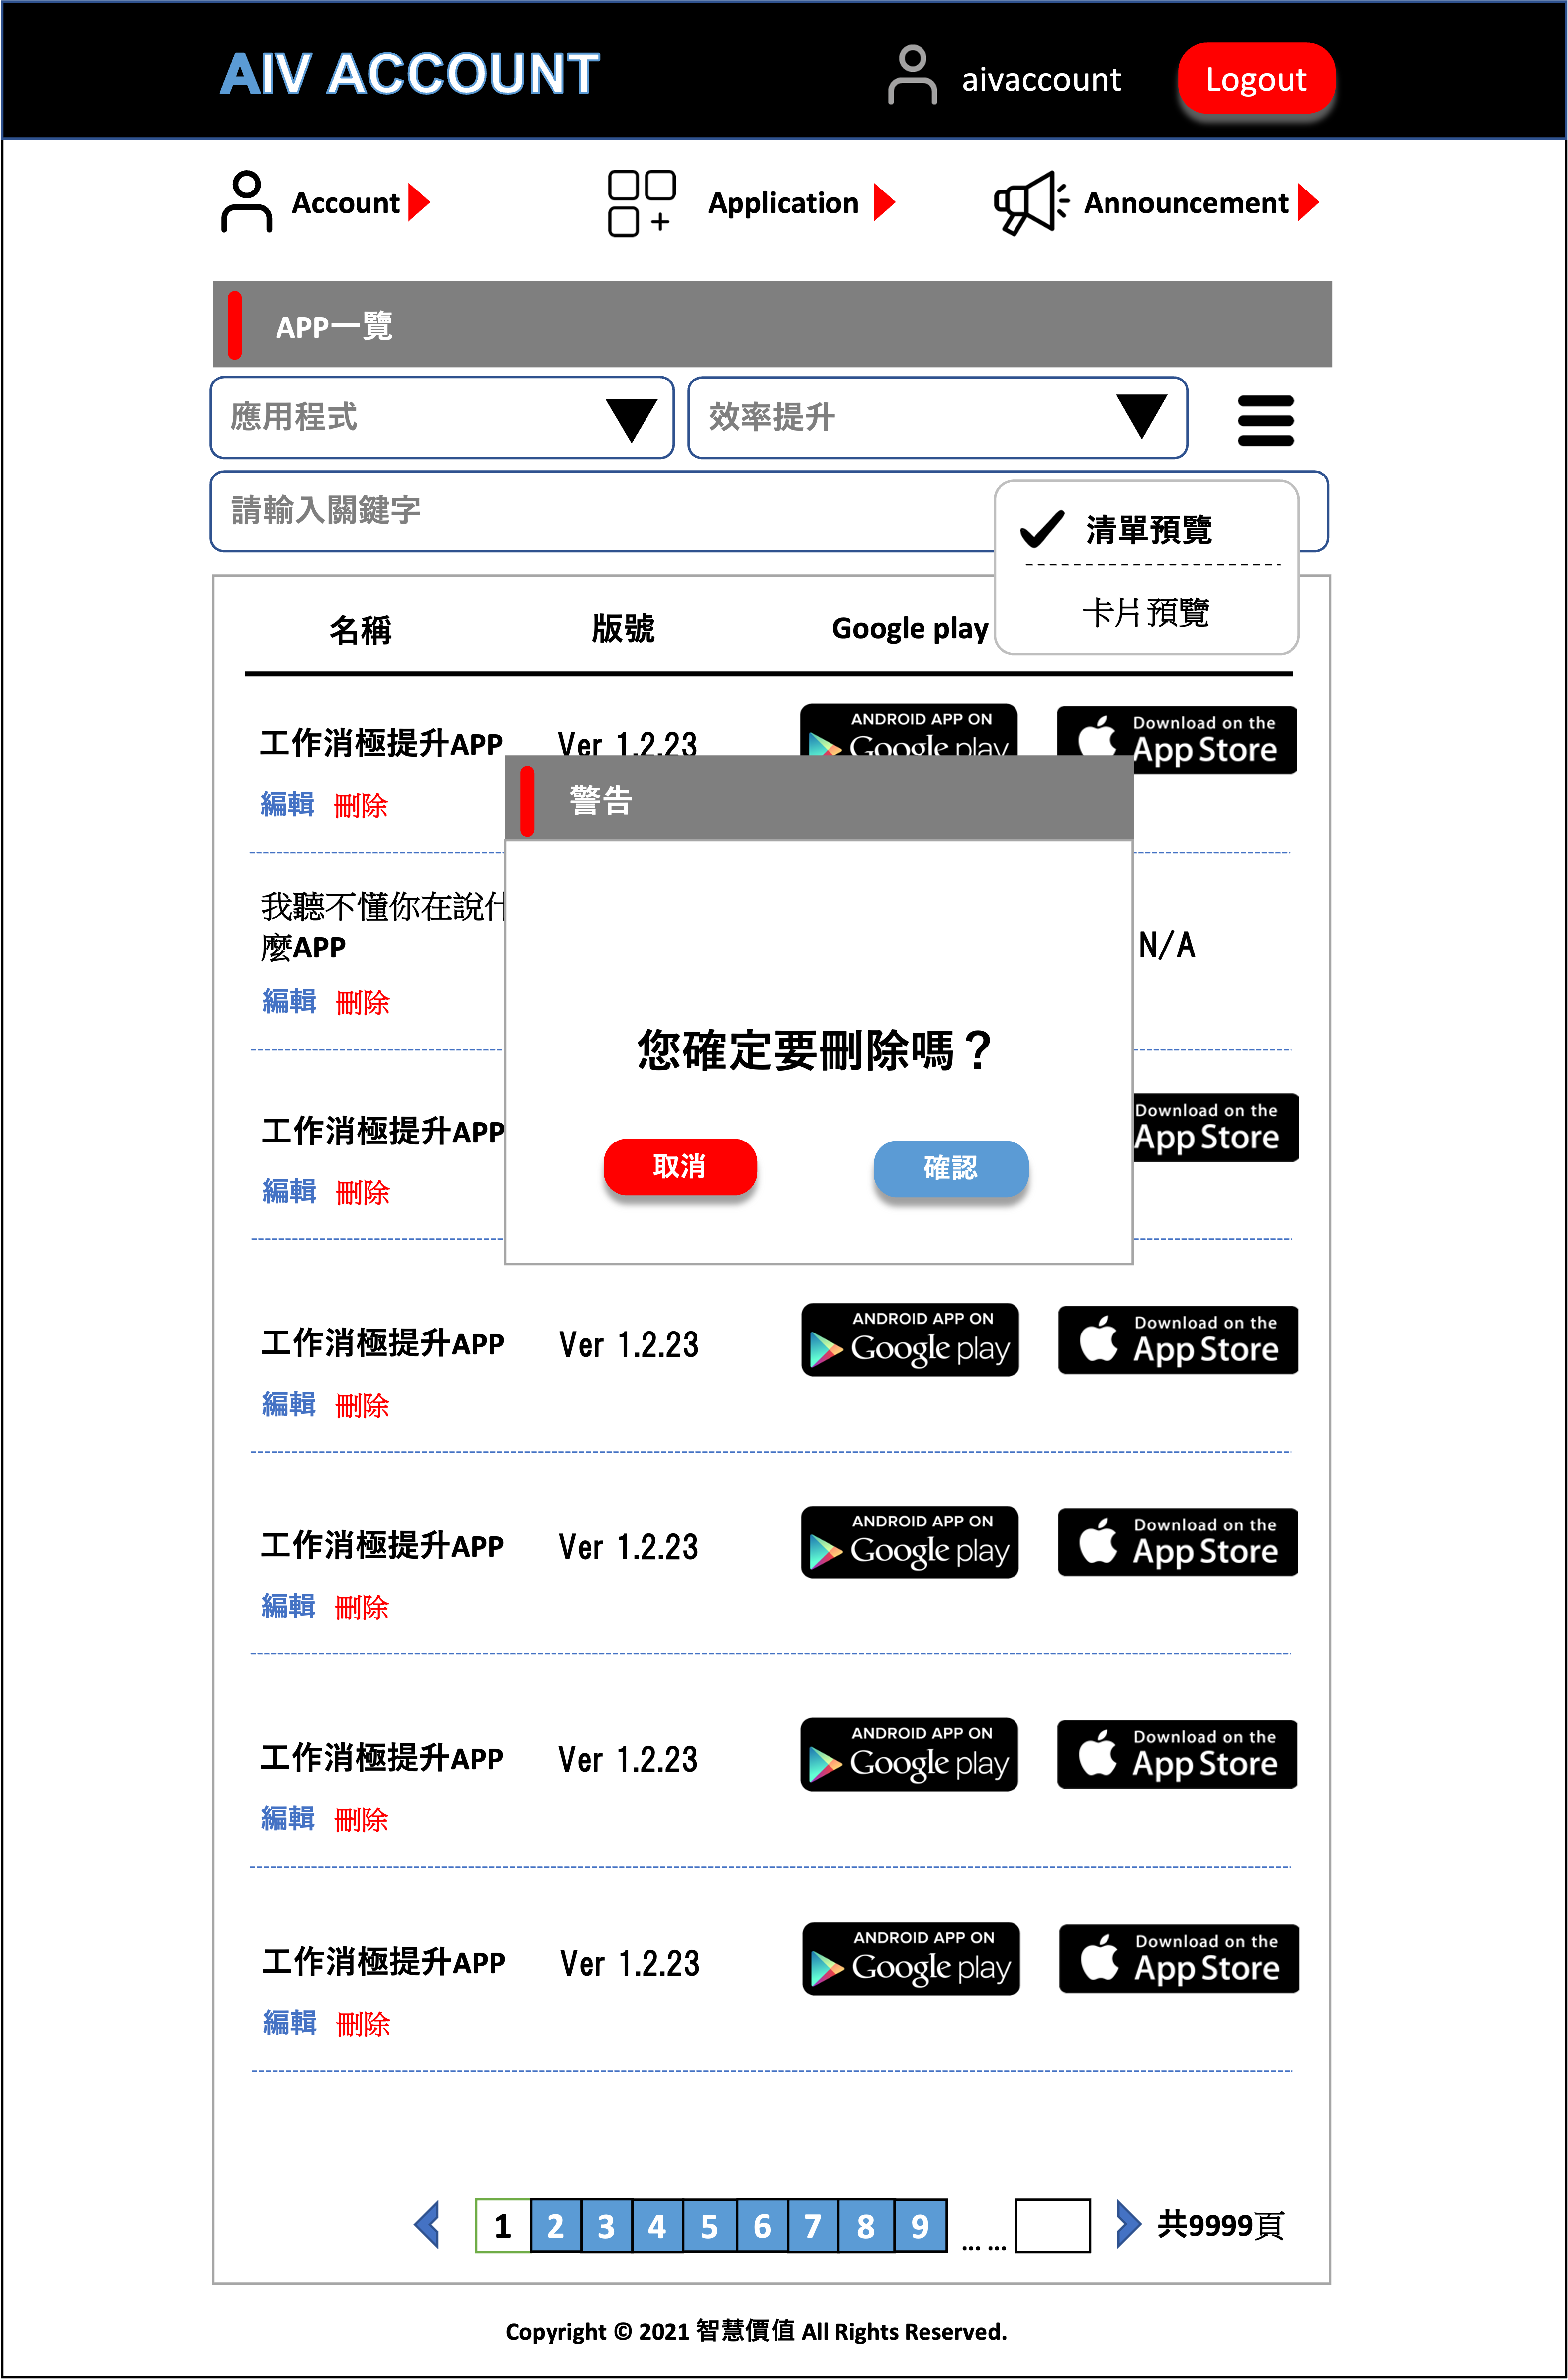 AIV ACCOUNT
aivaccount
Logout
Account
Application
Announcement
APP一覽
應用程式
效率提升
請輸入關鍵字
清單預覽
卡片預覽
名稱
版號
Google play
工作消極提升APP
Ver 1.2.23
ANDROID APP ON
Google play
Download on the
App Store
編輯 刪除
警告
我聽不懂你在說什
麼APP
N/A
編輯 刪除
您確定要刪除嗎？
工作消極提升APP
Download on the
App Store
取消
確認
編輯 刪除
工作消極提升APP
Ver 1.2.23
ANDROID APP ON
Google play
Download on the
App Store
編輯 刪除
工作消極提升APP
Ver 1.2.23
ANDROID APP ON
Google play
Download on the
App Store
編輯 刪除
工作消極提升APP
Ver 1.2.23
ANDROID APP ON
Google play
Download on the
App Store
編輯 刪除
工作消極提升APP
Ver 1.2.23
ANDROID APP ON
Google play
Download on the
App Store
編輯 刪除
1 2 3 4 5 6 7 8 9 ... ... 共9999頁
Copyright © 2021 智慧價值 All Rights Reserved.